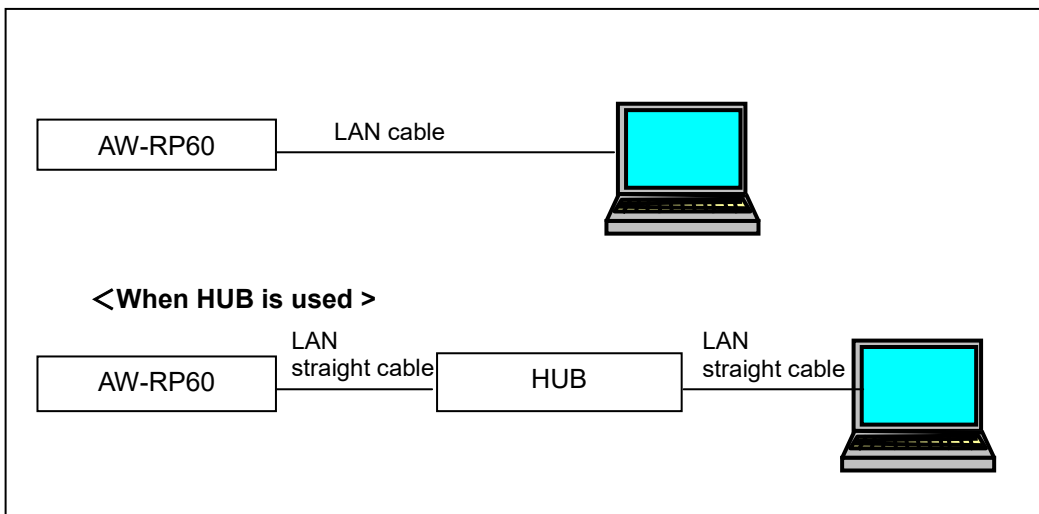 AW-RP60
LAN cable
＜When HUB is used >
LAN
straight cable
LAN
straight cable
AW-RP60
HUB